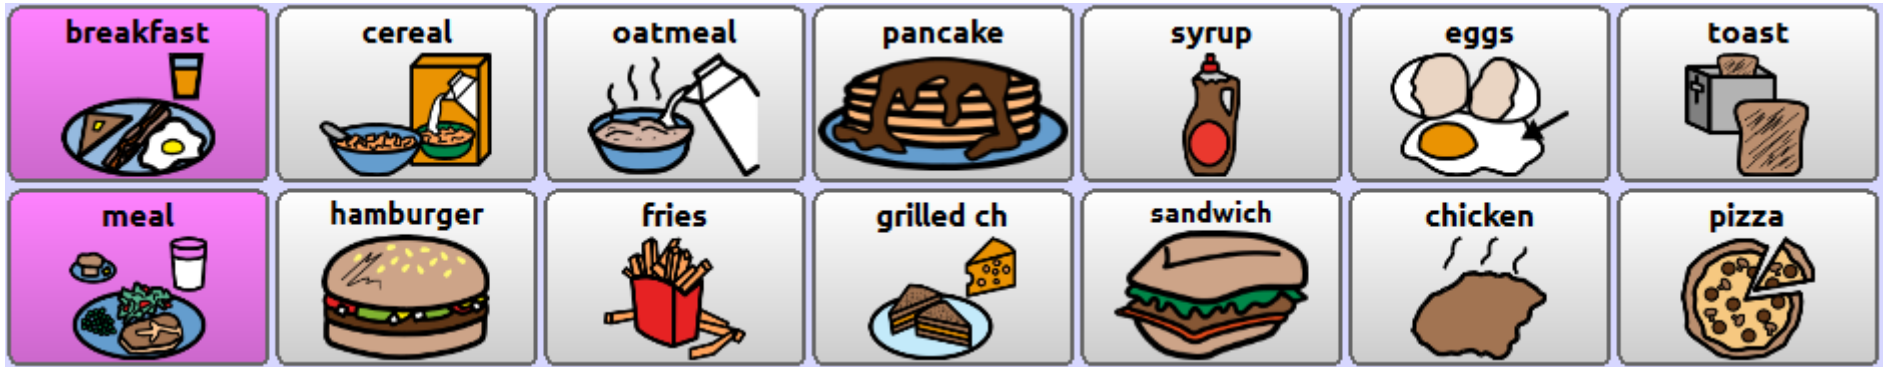 breakfast
cereal
oatmeal
pancake
syrup
eggs
toast
meal
hamburger
fries
grilled ch
sandwich
chicken
pizza